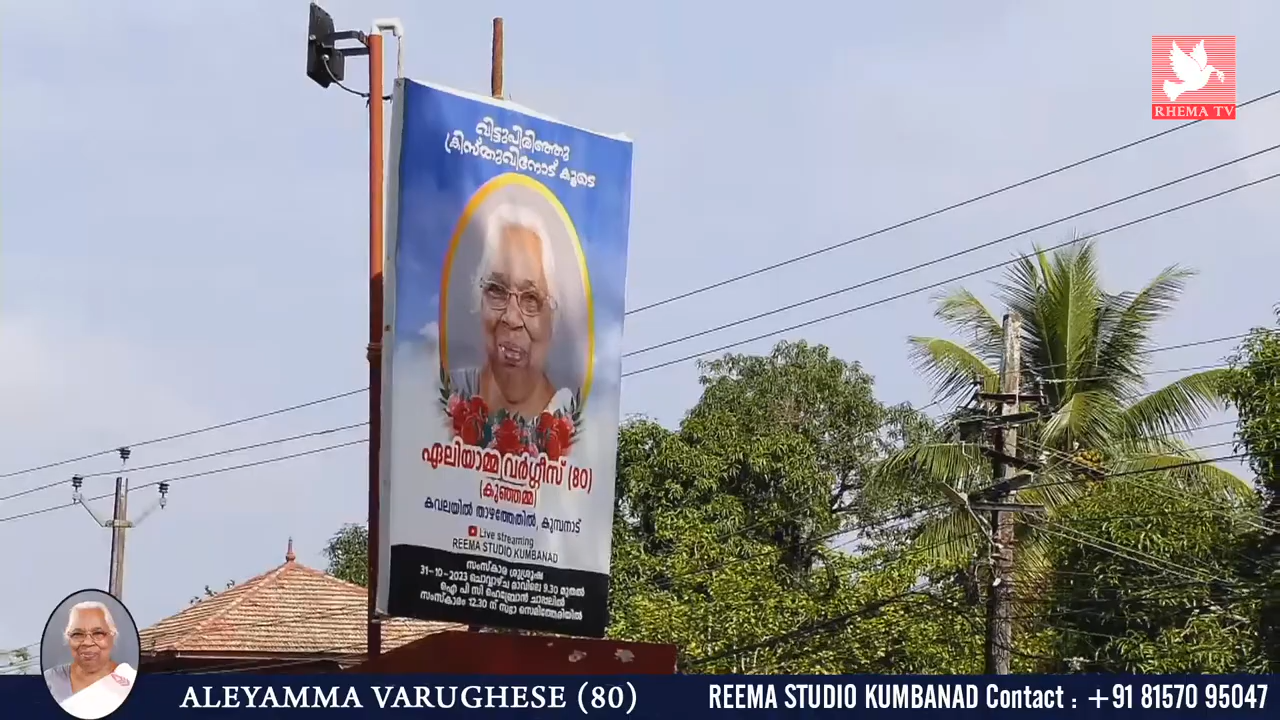 വിട്ടുപിരിഞ്ഞു
ക്രിസ്തുവിനോട് കൂടെ
ഏലിയാമ്മ വർഗ്ഗീസ് (80)
(കുഞ്ഞമ്മ)
കവലയിൽ താഴത്തേതിൽ, കുമ്പനാട്
Live streaming
REEMA STUDIO KUMBANAD
സംസ്കാര ശുശ്രൂഷ
31-10-2023 ചൊവ്വാഴ്ച രാവിലെ 9.30 മുതൽ
ഐ പി സി ഹെബ്രോൻ ചാപ്പലിൽ
സംസ്കാരം 12.30 ന് സഭാ സെമിത്തേരിയിൽ
RHEMA TV
ALEYAMMA VARUGHESE (80)
REEMA STUDIO KUMBANAD Contact : +91 81570 95047